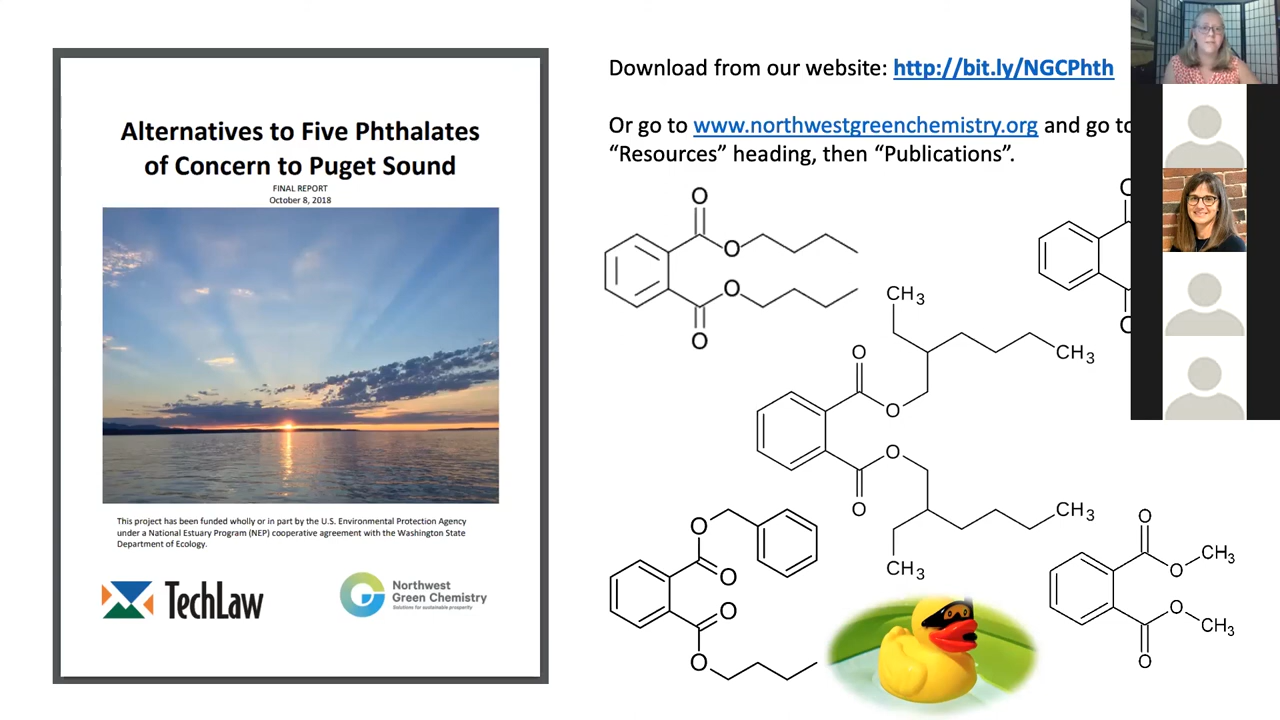 Alternatives to Five Phthalates
of Concern to Puget Sound
FINAL REPORT
October 8, 2018
This project has been funded wholly or in part by the U.S. Environmental Protection Agency
under a National Estuary Program (NEP) cooperative agreement with the Washington State
Department of Ecology.
TechLaw
Northwest
Green Chemistry
Solutions for sustainable prosperity
Download from our website: http://bit.ly/NGCPhth
Or go to www.northwestgreenchemistry.org and go to
“Resources” heading, then “Publications”.
O
O
O
O
O
O
CH3
O
CH3
O
O
O
CH3
CH3
O
O
O
O
O
O
CH3
O
CH3
O